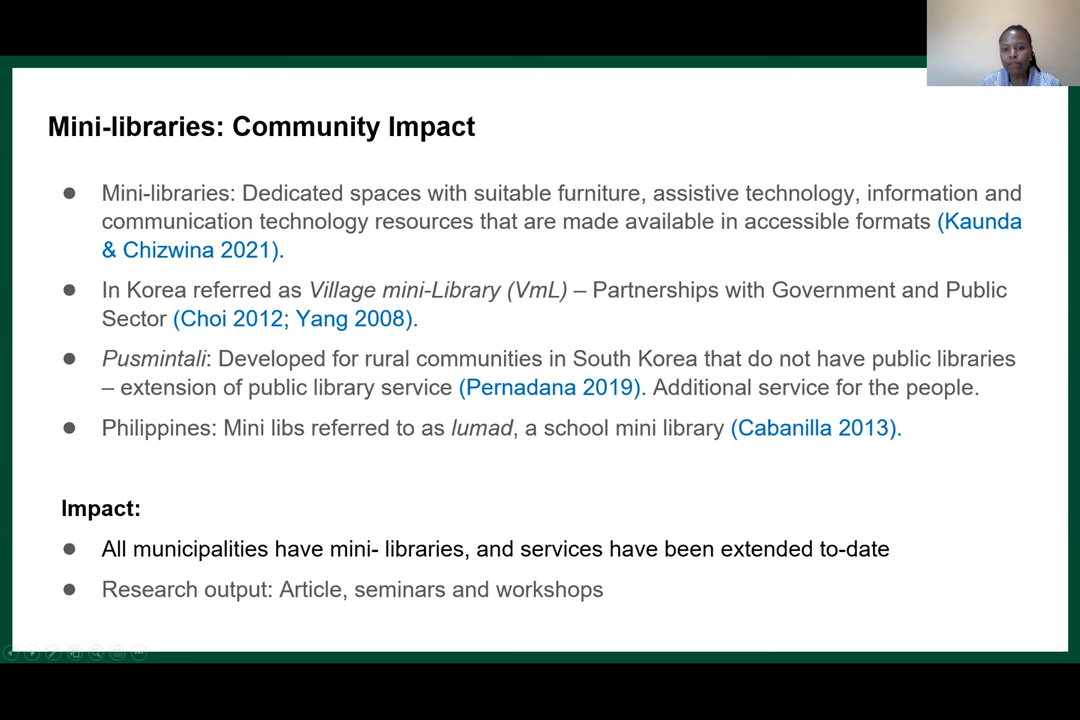 Mini-libraries: Community Impact
● Mini-libraries: Dedicated spaces with suitable furniture, assistive technology, information and
communication technology resources that are made available in accessible formats (Kaunda
& Chizwina 2021).
● In Korea referred as Village mini-Library (VmL) – Partnerships with Government and Public
Sector (Choi 2012; Yang 2008).
● Pusmintali: Developed for rural communities in South Korea that do not have public libraries
– extension of public library service (Pernadana 2019). Additional service for the people.
● Philippines: Mini libs referred to as lumad, a school mini library (Cabanilla 2013).
Impact:
● All municipalities have mini- libraries, and services have been extended to-date
● Research output: Article, seminars and workshops